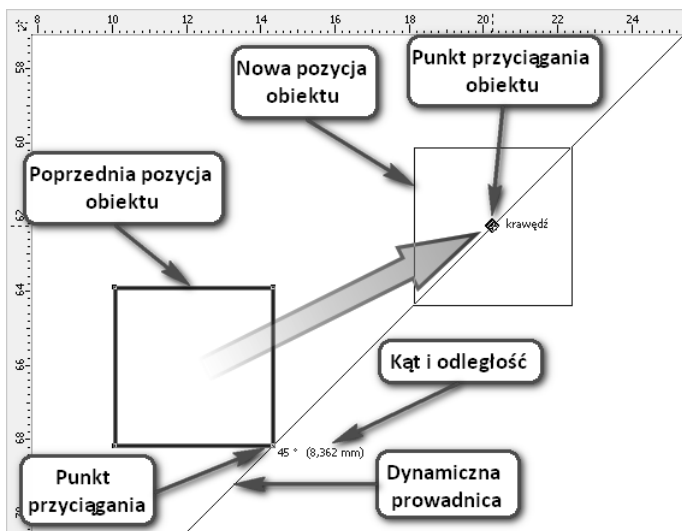 8 10 12 14 16 18 20 22 24
58
60
62
64
66
68
Nowa pozycja
obiektu
Punkt przyciągania
obiektu
Poprzednia pozycja
obiektu
krawędź
Kąt i odległość
45 ° (8,362 mm)
Punkt
przyciągania
Dynamiczna
prowadnica